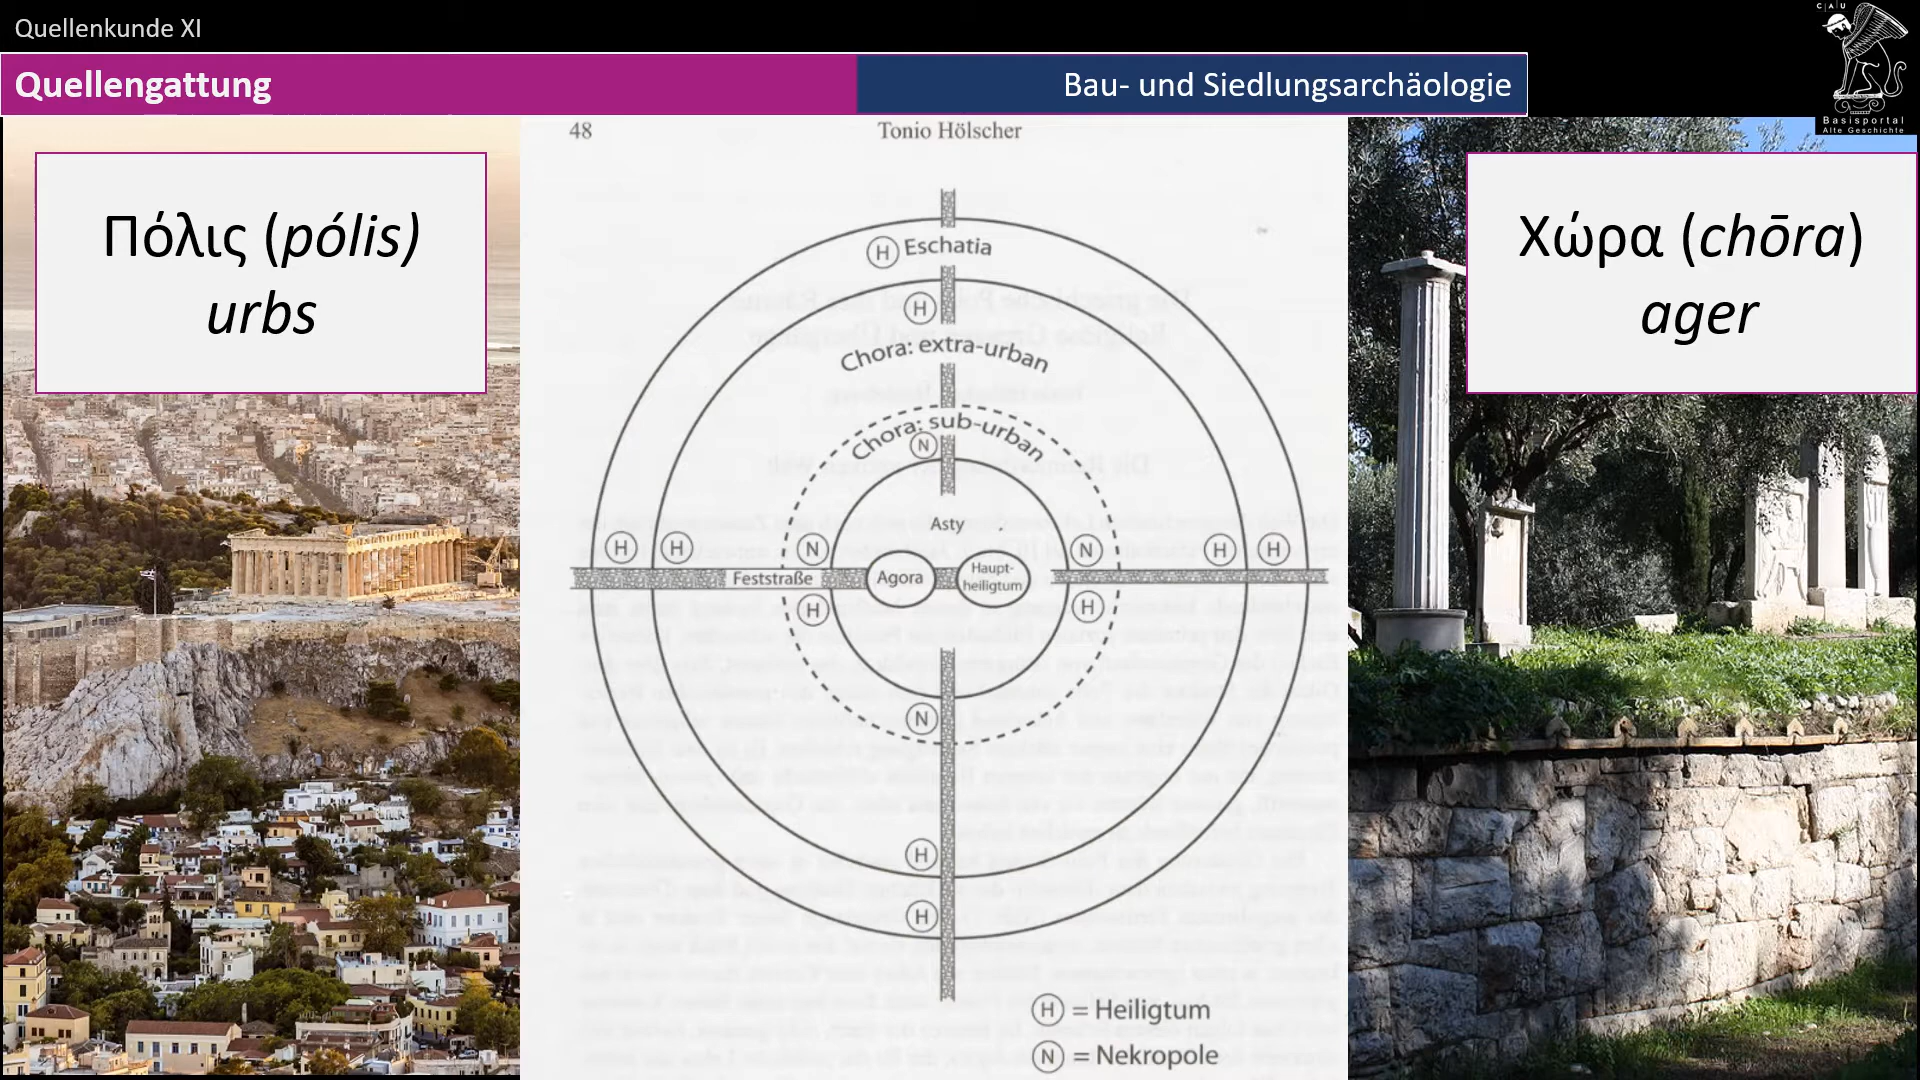 Quellenkunde XI
Quellengattung
Bau- und Siedlungsarchäologie
CAU
Basisportal
Alte Geschichte
Πόλις (pólis)
urbs
48
Tonio Hölscher
H Eschatia
H
Chora: extra-urban
Chora: sub-urban
N
Asty
H H N N H H
Feststraße Agora Haupt-
heiligtum
H H
N
H
H
H = Heiligtum
N = Nekropole
Χώρα (chōra)
ager